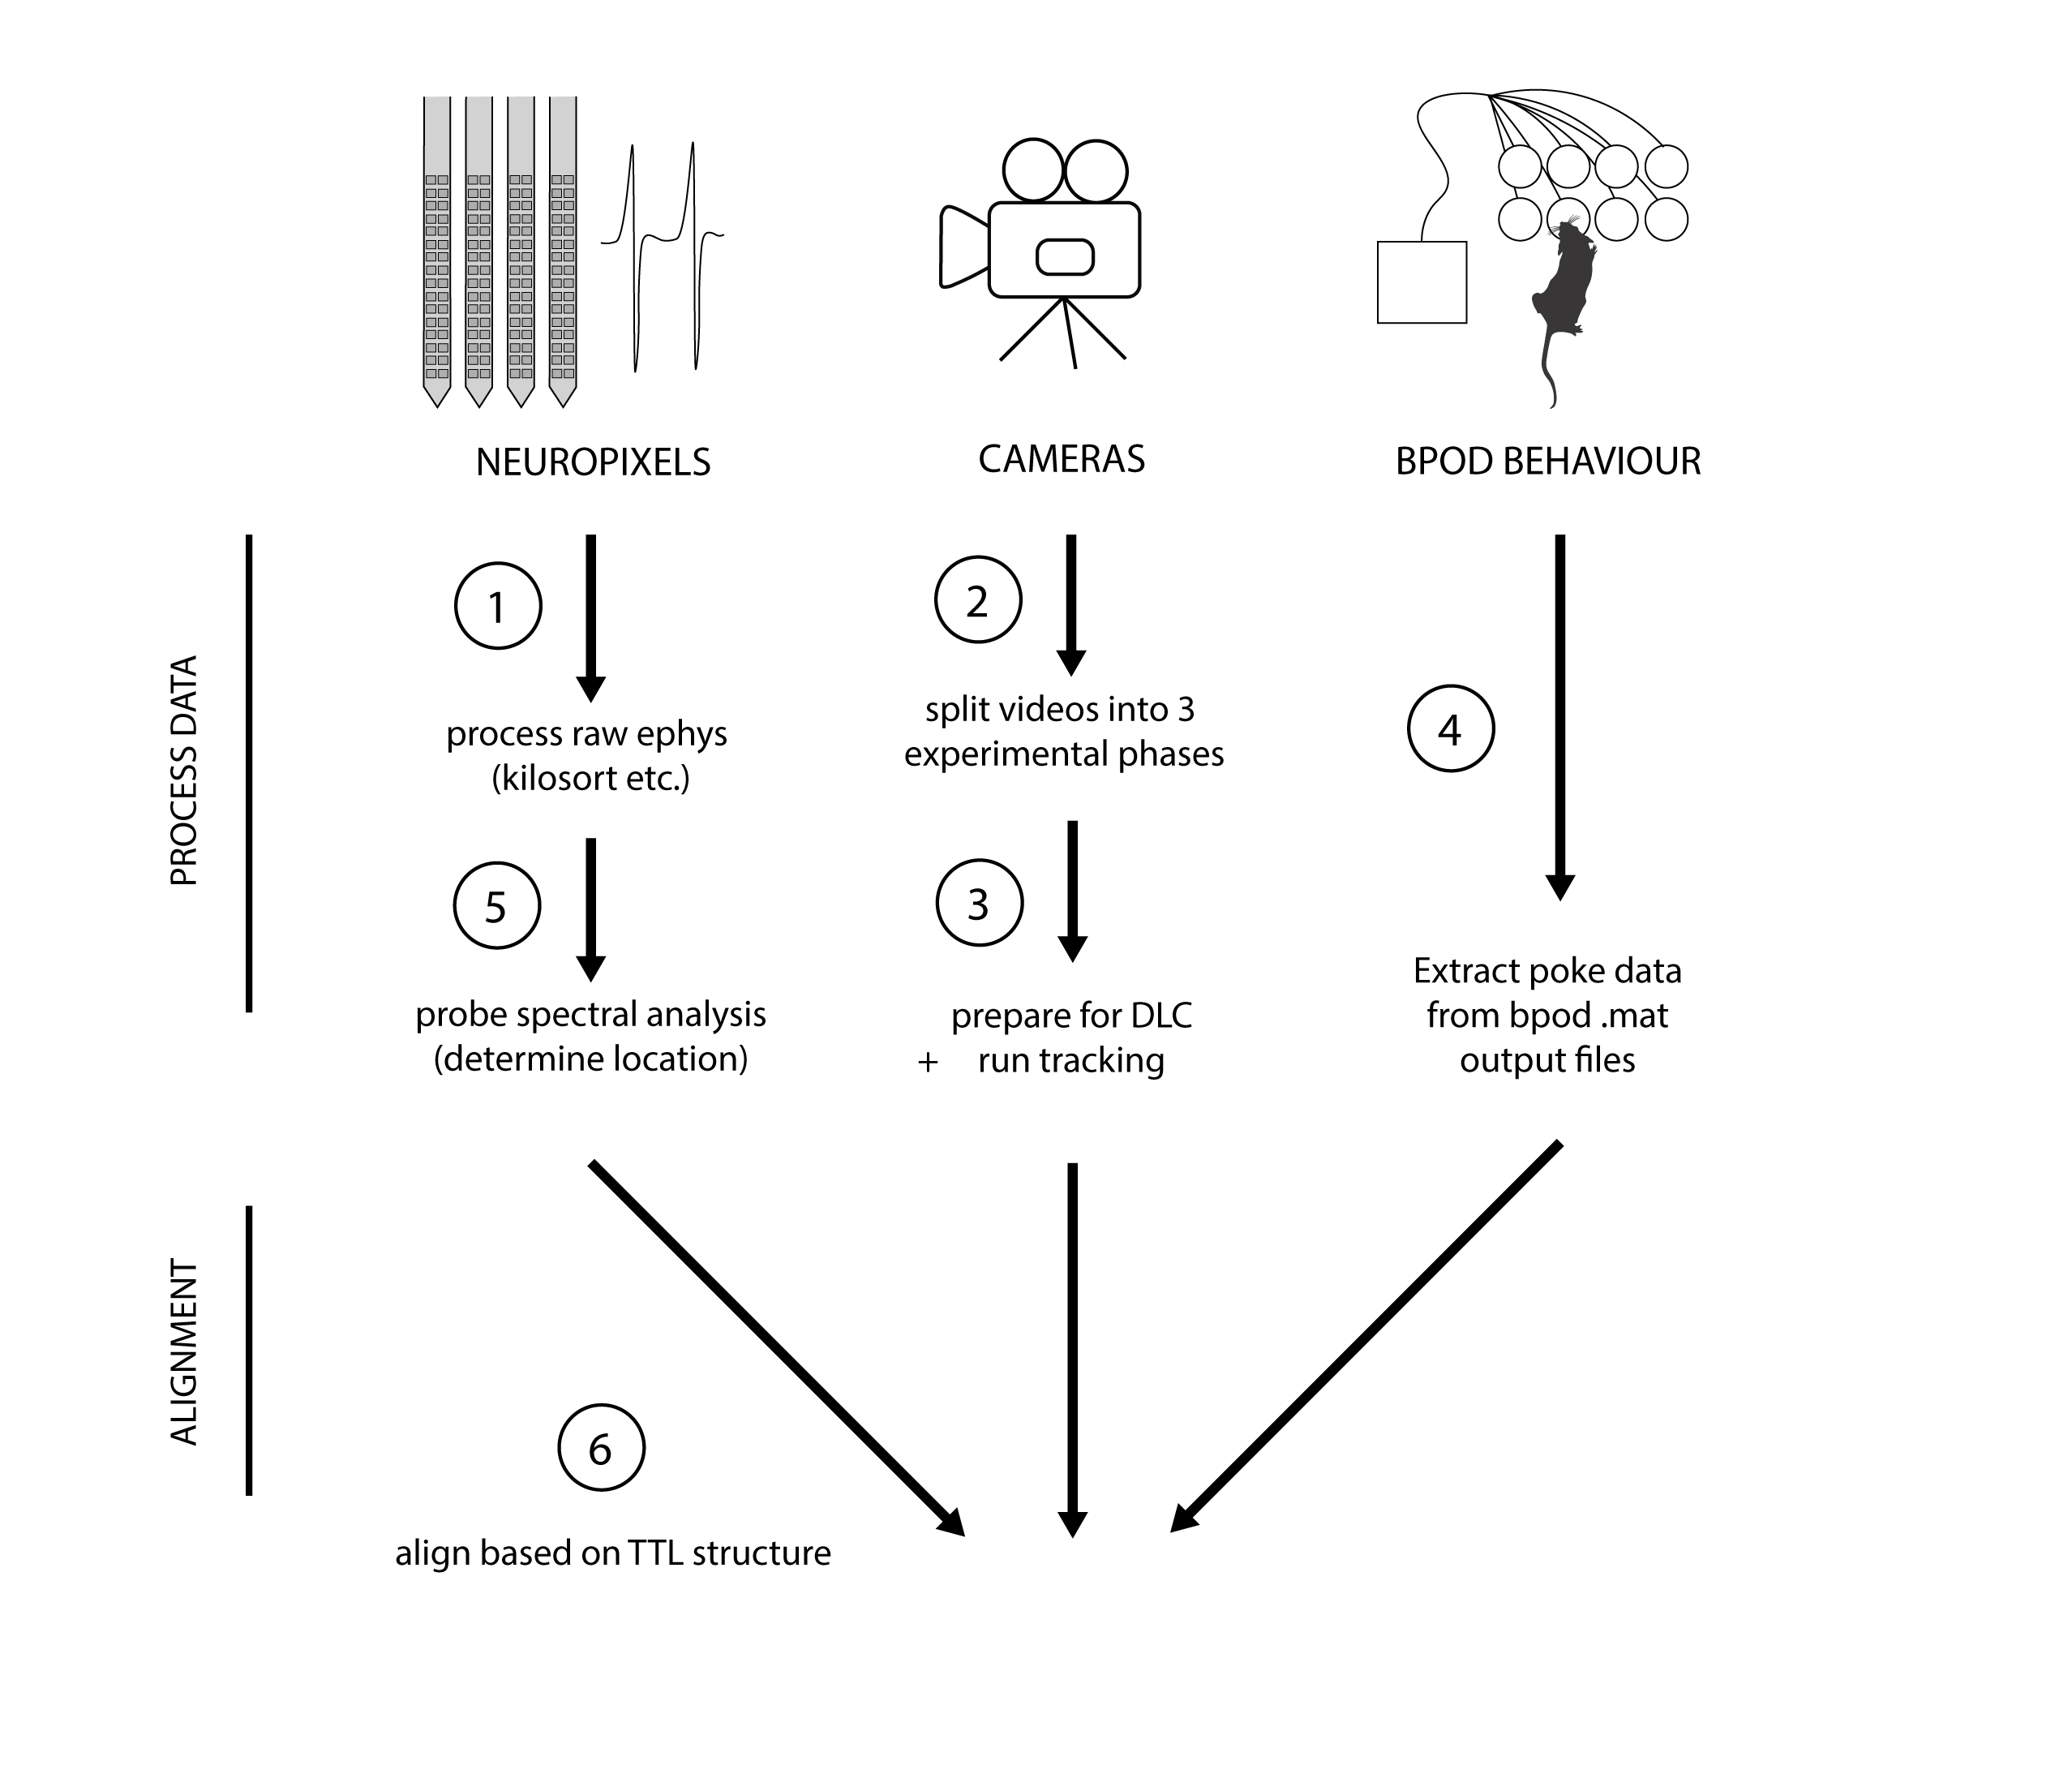 NEUROPIXELS
CAMERAS
BPOD BEHAVIOUR
PROCESS DATA
1
process raw ephys
(kilosort etc.)
5
probe spectral analysis
(determine location)
2
split videos into 3
experimental phases
3
prepare for DLC
+ run tracking
4
Extract poke data
from bpod .mat
output files
ALIGNMENT
6
align based on TTL structure